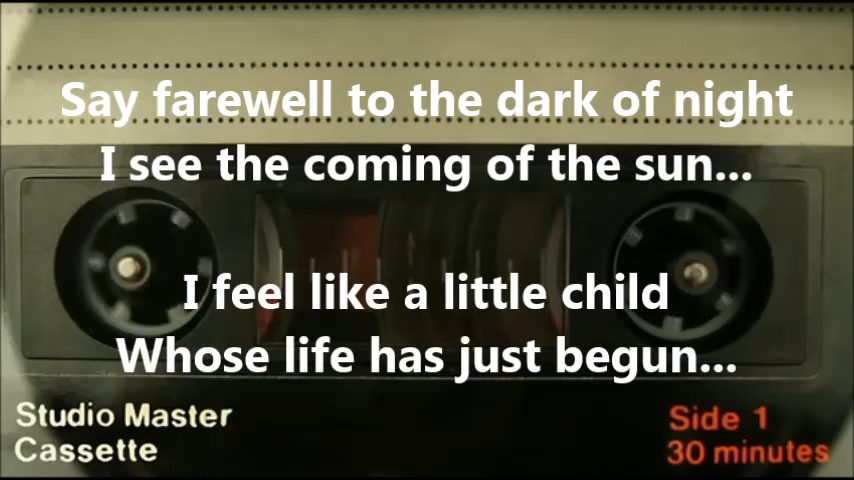 Say farewell to the dark of night
I see the coming of the sun...
I feel like a little child
Whose life has just begun...
Studio Master
Cassette
Side 1
30 minutes